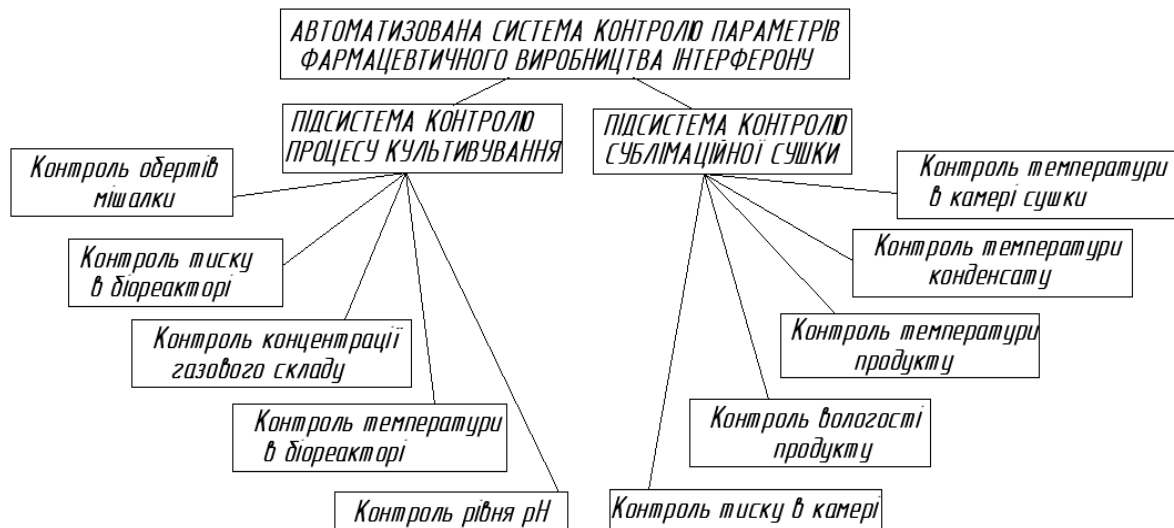 АВТОМАТИЗОВАНА СИСТЕМА КОНТРОЛЮ ПАРАМЕТРІВ
ФАРМАЦЕВТИЧНОГО ВИРОБНИЦТВА ІНТЕРФЕРОНУ
ПІДСИСТЕМА КОНТРОЛЮ
ПРОЦЕСУ КУЛЬТИВУВАННЯ
Контроль обертів
мішалки
Контроль тиску
в біореакторі
Контроль концентрації
газового складу
Контроль температури
в біореакторі
Контроль рівня pH
ПІДСИСТЕМА КОНТРОЛЮ
СУБЛІМАЦІЙНОЇ СУШКИ
Контроль температури
в камері сушки
Контроль температури
конденсату
Контроль температури
продукту
Контроль вологості
продукту
Контроль тиску в камері